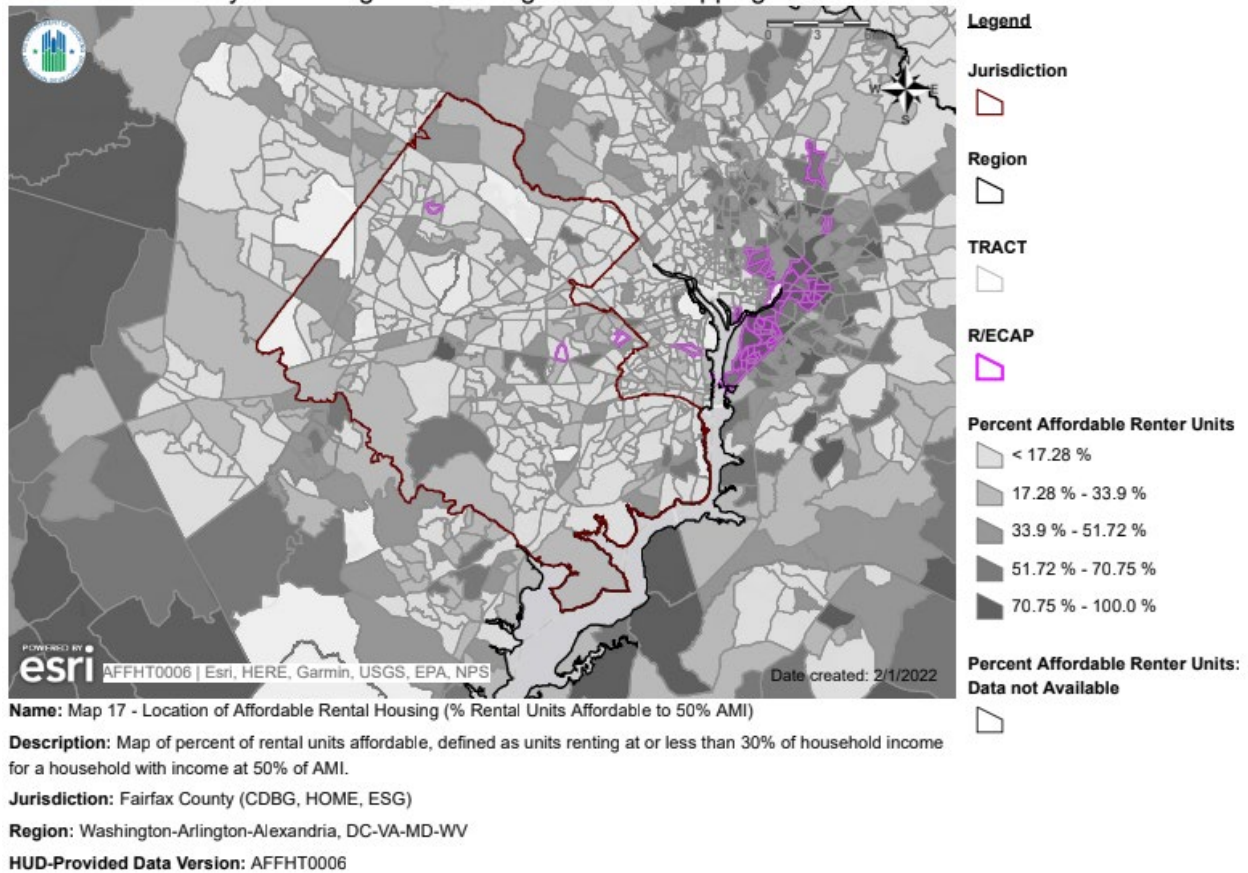 Legend
Jurisdiction
Region
TRACT
R/ECAP
Percent Affordable Renter Units
< 17.28 %
17.28 % - 33.9 %
33.9 % - 51.72 %
51.72 % - 70.75 %
70.75 % - 100.0 %
Percent Affordable Renter Units:
Data not Available
0 3
W E
S
POWERED BY
esri
AFFHT0006 | Esri, HERE, Garmin, USGS, EPA, NPS
Date created: 2/1/2022
Name: Map 17 - Location of Affordable Rental Housing (% Rental Units Affordable to 50% AMI)
Description: Map of percent of rental units affordable, defined as units renting at or less than 30% of household income
for a household with income at 50% of AMI.
Jurisdiction: Fairfax County (CDBG, HOME, ESG)
Region: Washington-Arlington-Alexandria, DC-VA-MD-WV
HUD-Provided Data Version: AFFHT0006